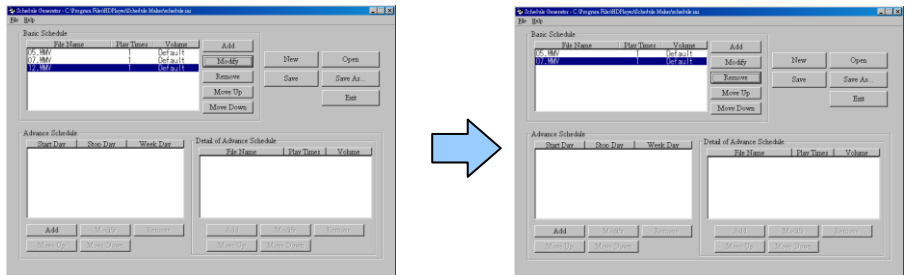 Schedule Generator - C:\Program Files\HDPlayer\Schedule Maker\schedule.ini
File Help
Basic Schedule
File Name Play Times Volume
05.WMV 1 Default
07.WMV 1 Default
12.WMV 1 Default
Add
Modify
Remove
Move Up
Move Down
New Open
Save Save As...
Exit
Advance Schedule
Start Day Stop Day Week Day
Add Modify Remove
Move Up Move Down
Detail of Advance Schedule
File Name Play Times Volume
Add Modify Remove
Move Up Move Down
Schedule Generator - C:\Program Files\HDPlayer\Schedule Maker\schedule.ini
File Help
Basic Schedule
File Name Play Times Volume
05.WMV 1 Default
07.WMV 1 Default
Add
Modify
Remove
Move Up
Move Down
New Open
Save Save As...
Exit
Advance Schedule
Start Day Stop Day Week Day
Add Modify Remove
Move Up Move Down
Detail of Advance Schedule
File Name Play Times Volume
Add Modify Remove
Move Up Move Down